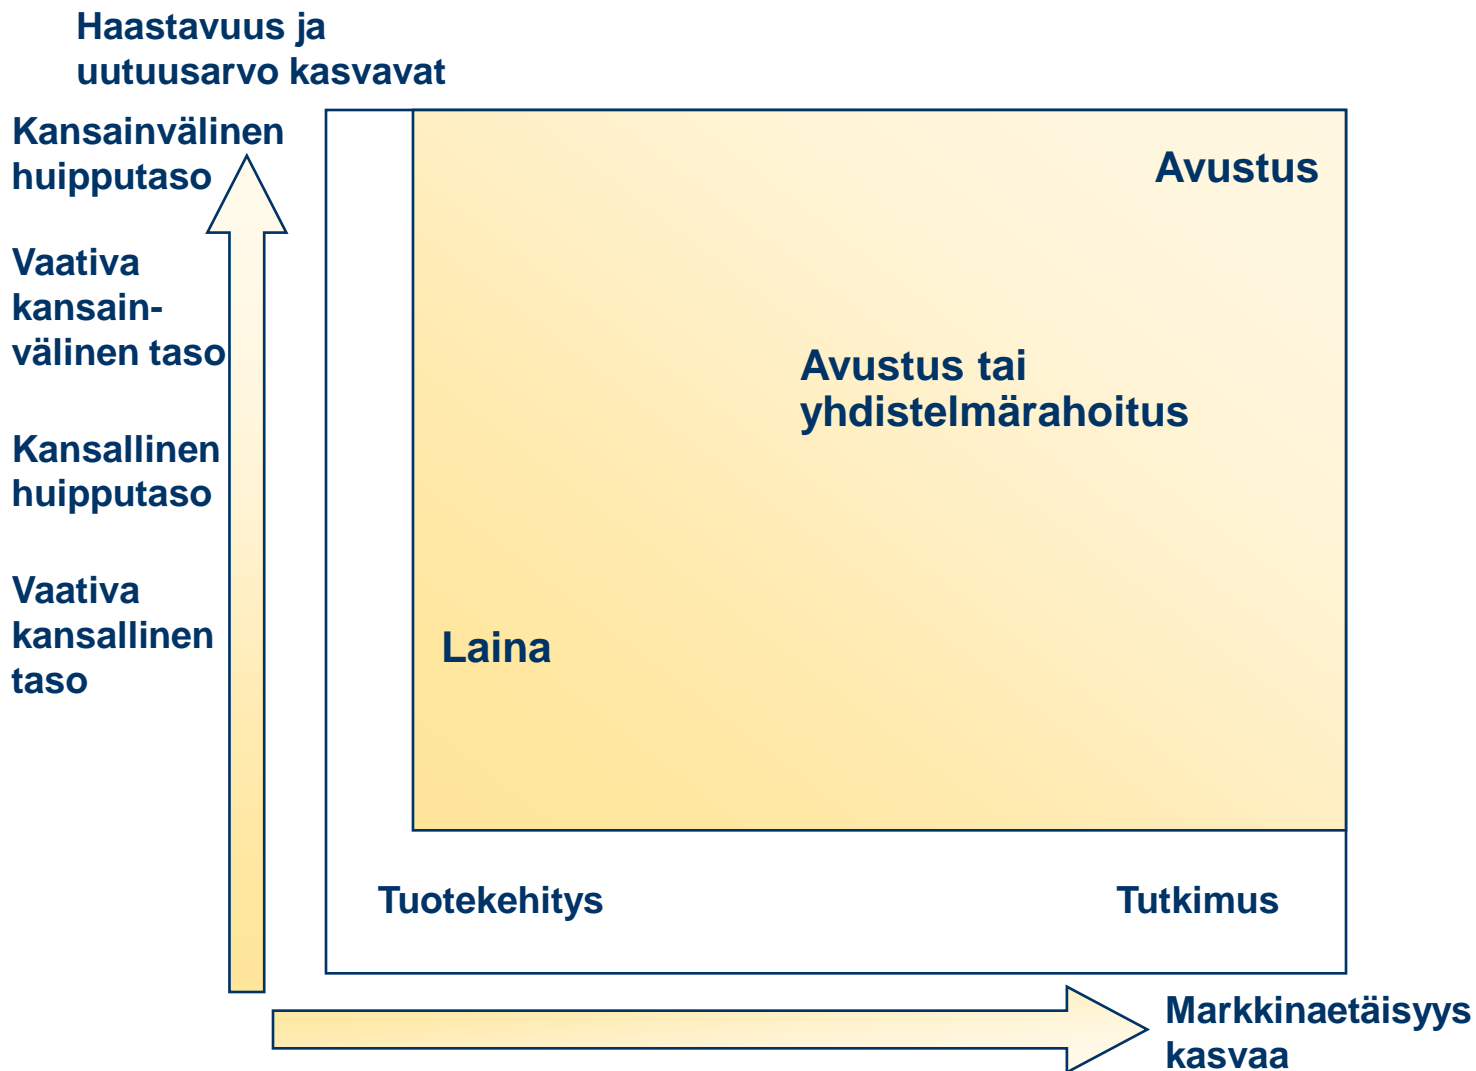 Haastavuus ja
uutuusarvo kasvavat
Kansainvälinen
huipputaso
Vaativa
kansain-
välinen taso
Kansallinen
huipputaso
Vaativa
kansallinen
taso
Avustus
Avustus tai
yhdistelmärahoitus
Laina
Tuotekehitys
Tutkimus
Markkinaetäisyys
kasvaa